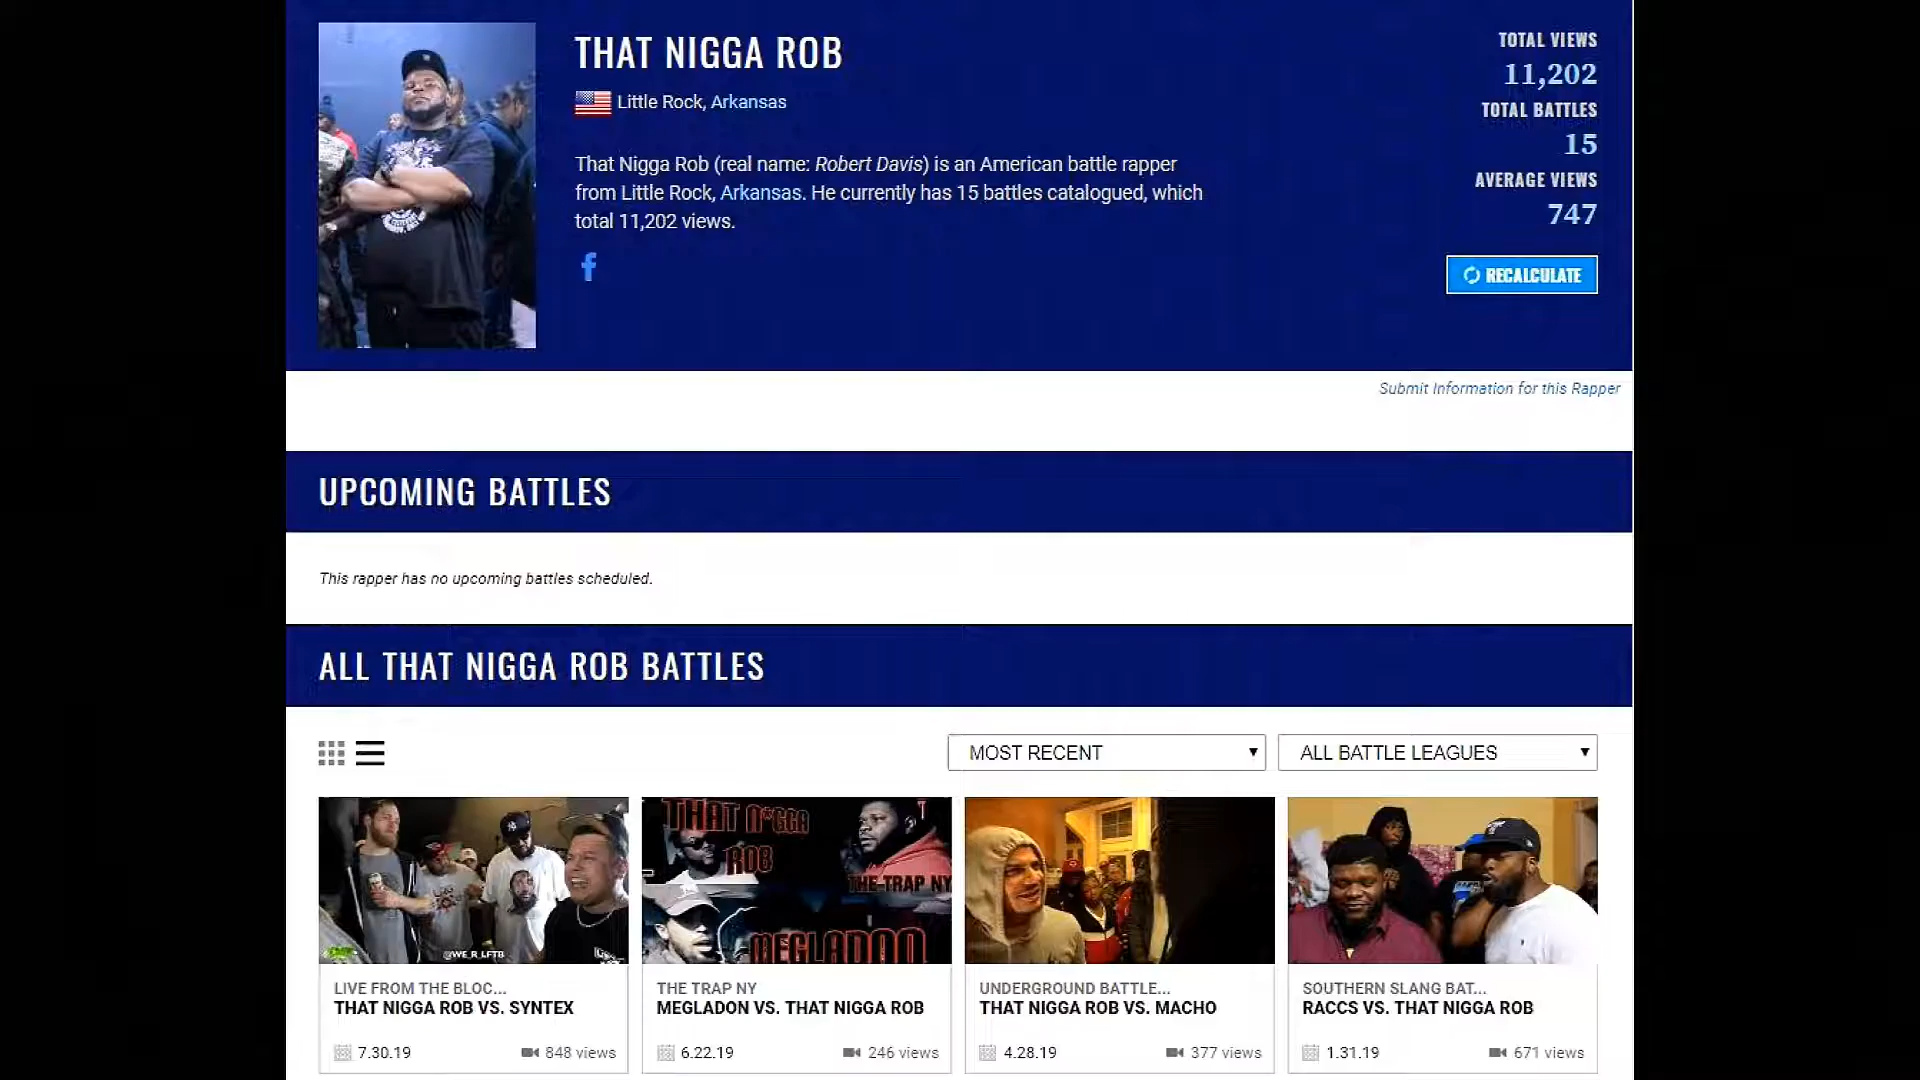 THAT NIGGA ROB
Little Rock, Arkansas
That Nigga Rob (real name: Robert Davis) is an American battle rapper
from Little Rock, Arkansas. He currently has 15 battles catalogued, which
total 11,202 views.
TOTAL VIEWS
11,202
TOTAL BATTLES
15
AVERAGE VIEWS
747
RECALCULATE
Submit Information for this Rapper
UPCOMING BATTLES
This rapper has no upcoming battles scheduled.
ALL THAT NIGGA ROB BATTLES
MOST RECENT
ALL BATTLE LEAGUES
@WE_R_LFTB
LIVE FROM THE BLOC...
THAT NIGGA ROB VS. SYNTEX
7.30.19
848 views
THAT N*GGA
ROB
THE TRAP NY
MEGLADON
THE TRAP NY
MEGLADON VS. THAT NIGGA ROB
6.22.19
246 views
UNDERGROUND BATTLE...
THAT NIGGA ROB VS. MACHO
4.28.19
377 views
SOUTHERN SLANG BAT...
RACCS VS. THAT NIGGA ROB
1.31.19
671 views